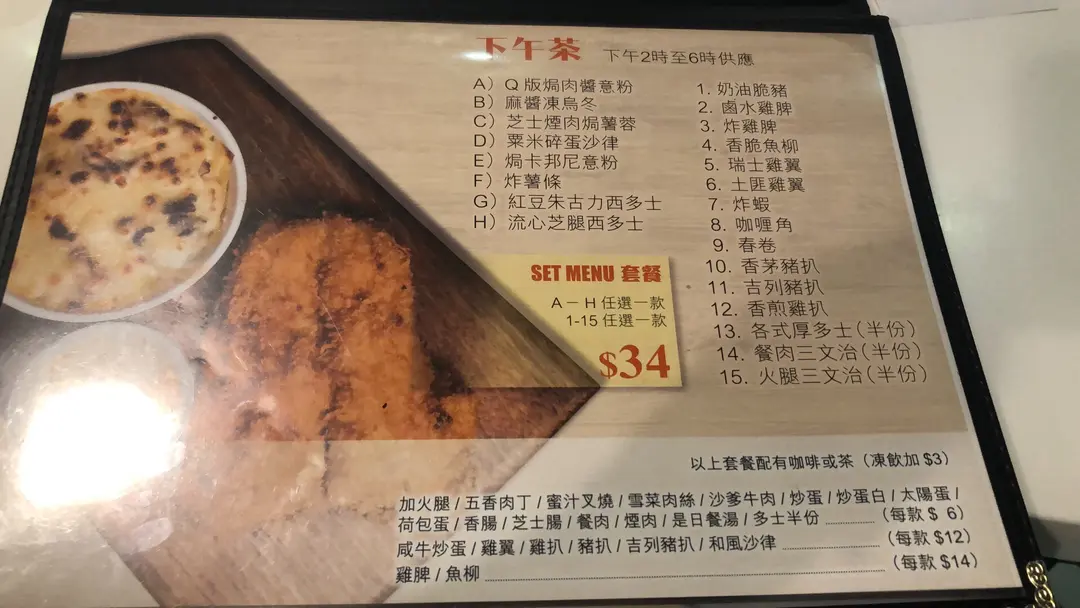 下午茶 下午2時至6時供應
A) Q版焗肉醬意粉
B) 麻醬凍烏冬
C) 芝士煙肉焗薯蓉
D) 粟米碎蛋沙律
E) 焗卡邦尼意粉
F) 炸薯條
G) 紅豆朱古力西多士
H) 流心芝腿西多士
1. 奶油脆豬
2. 鹵水雞脾
3. 炸雞脾
4. 香脆魚柳
5. 瑞士雞翼
6. 土匪雞翼
7. 炸蝦
8. 咖喱角
9. 春卷
10. 香茅豬扒
11. 吉列豬扒
12. 香煎雞扒
13. 各式厚多士(半份)
14. 餐肉三文治(半份)
15. 火腿三文治(半份)
SET MENU 套餐
A－H 任選一款
1-15 任選一款
$34
以上套餐配有咖啡或茶（凍飲加 $3）
加火腿 / 五香肉丁 / 蜜汁叉燒 / 雪菜肉絲 / 沙爹牛肉 / 炒蛋 / 炒蛋白 / 太陽蛋 /
荷包蛋 / 香腸 / 芝士腸 / 餐肉 / 煙肉 / 是日餐湯 / 多士半份 ............ （每款 $ 6）
咸牛炒蛋 / 雞翼 / 雞扒 / 豬扒 / 吉列豬扒 / 和風沙律 ............ （每款 $12）
雞脾 / 魚柳 ............ （每款 $14）